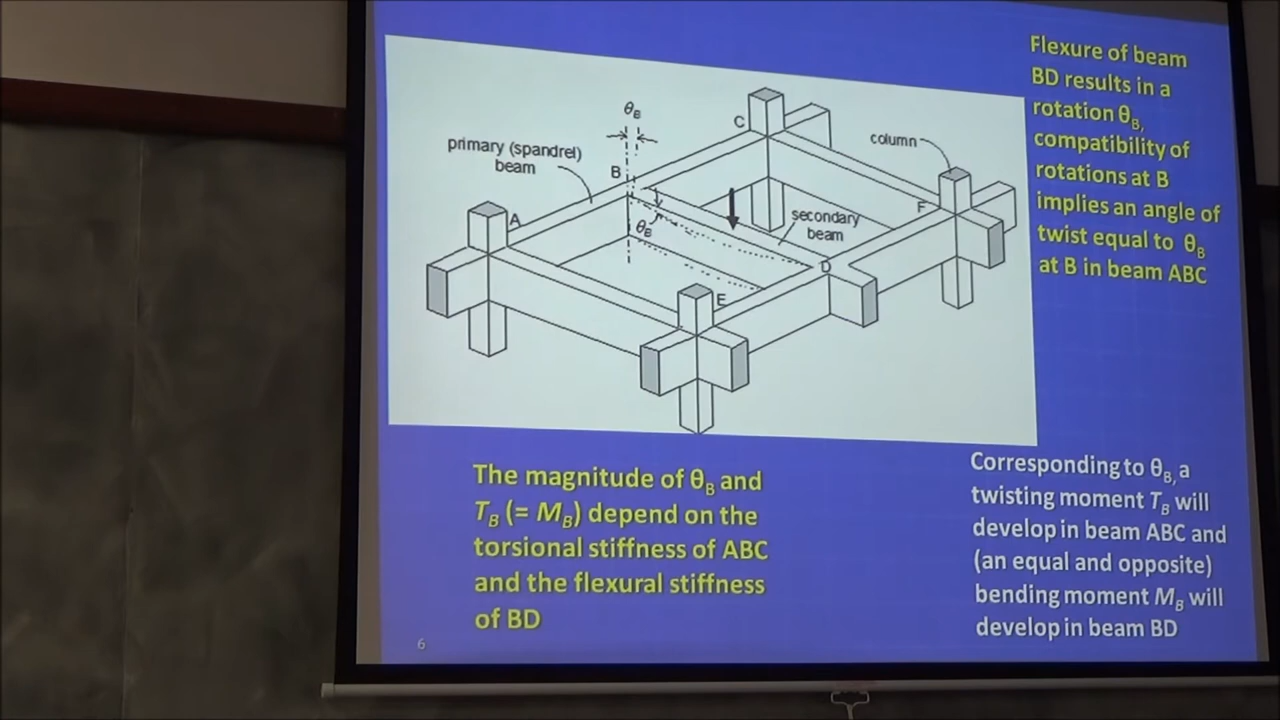 Flexure of beam
BD results in a
rotation θB,
compatibility of
rotations at B
implies an angle of
twist equal to θB
at B in beam ABC
θB
primary (spandrel)
beam
C
column
B
A
θB
secondary
beam
F
D
E
The magnitude of θB and
TB (= MB) depend on the
torsional stiffness of ABC
and the flexural stiffness
of BD
Corresponding to θB, a
twisting moment TB will
develop in beam ABC and
(an equal and opposite)
bending moment MB will
develop in beam BD
6